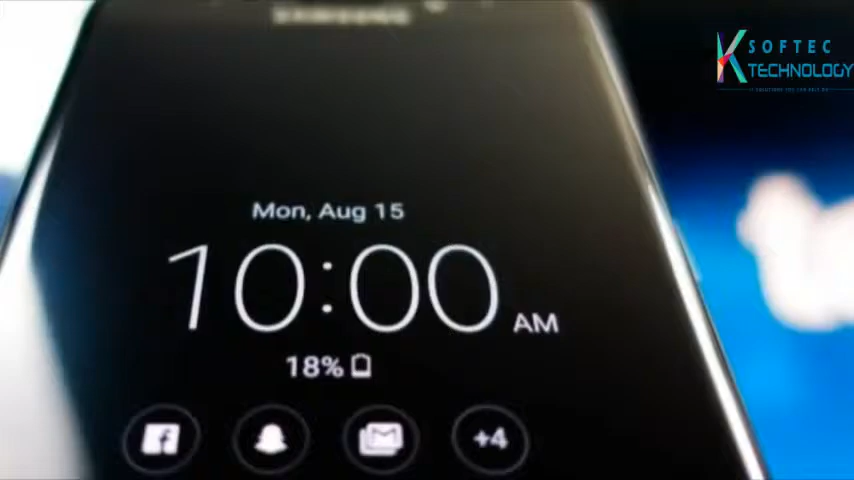 SAMSUNG
SOFTEC
TECHNOLOGY
Mon, Aug 15
10:00 AM
18%
+4